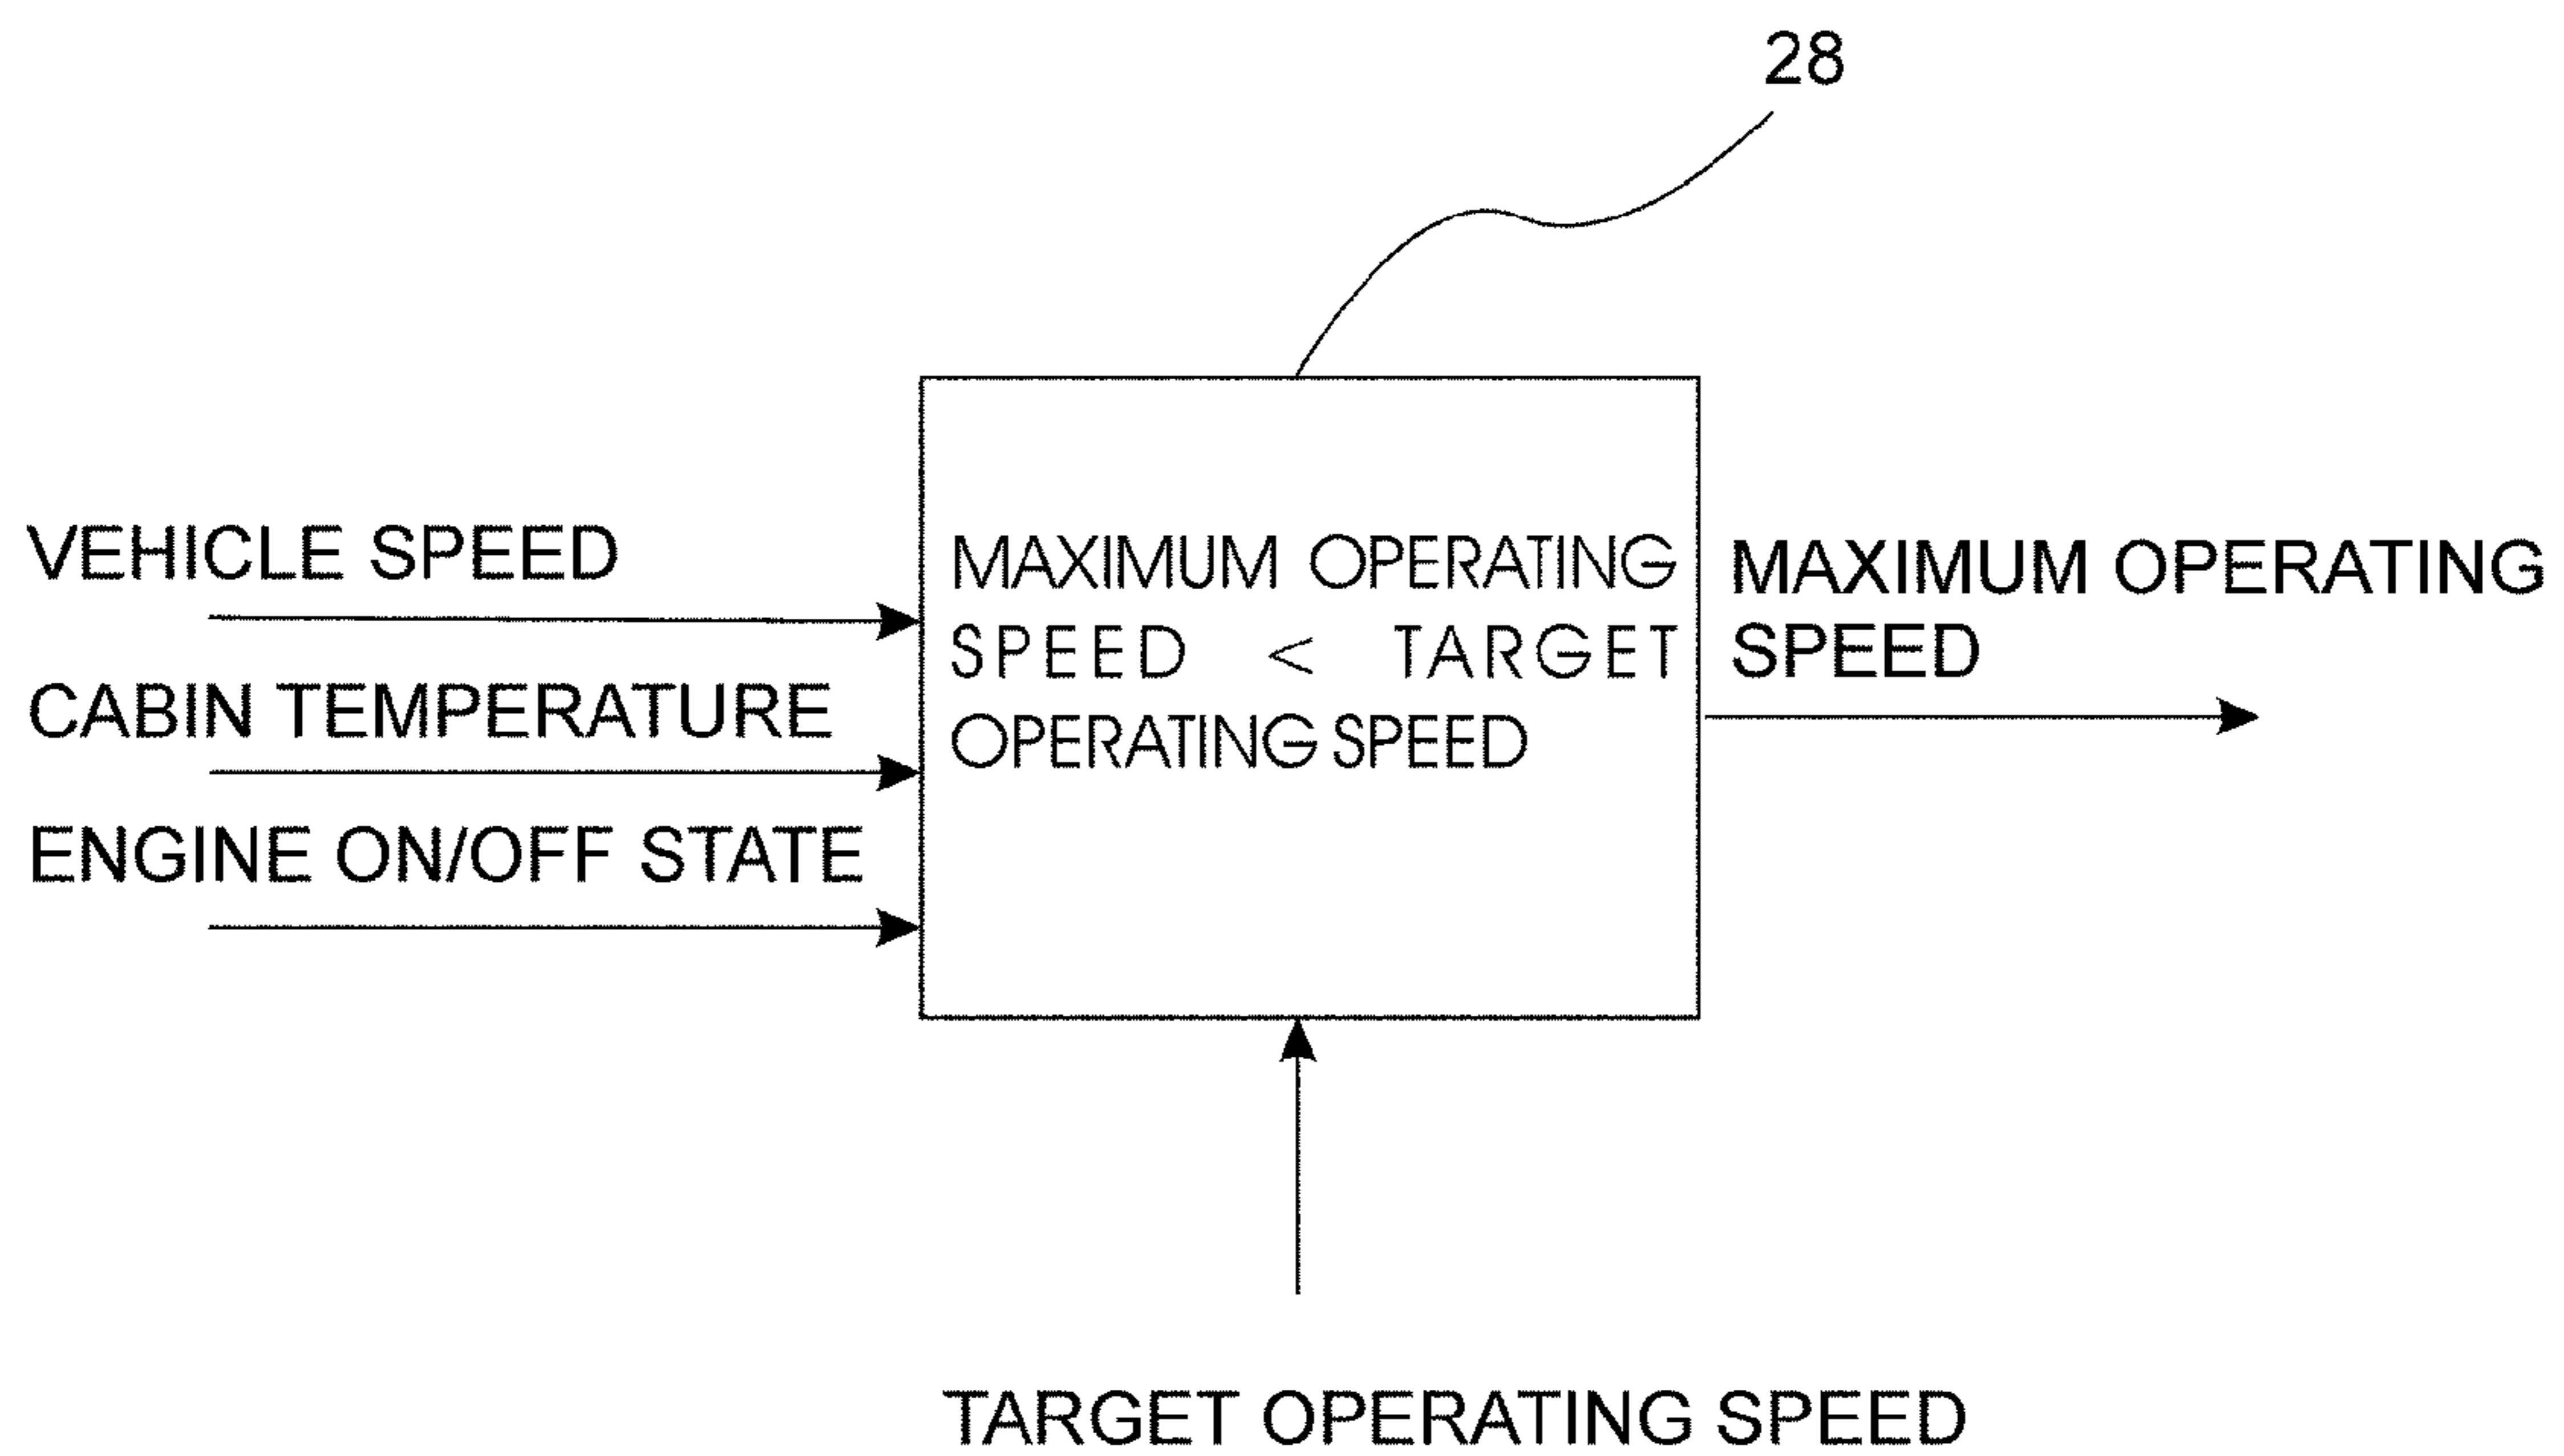 28
VEHICLE SPEED
CABIN TEMPERATURE
ENGINE ON/OFF STATE
MAXIMUM OPERATING
SPEED < TARGET
OPERATING SPEED
MAXIMUM OPERATING
SPEED
TARGET OPERATING SPEED